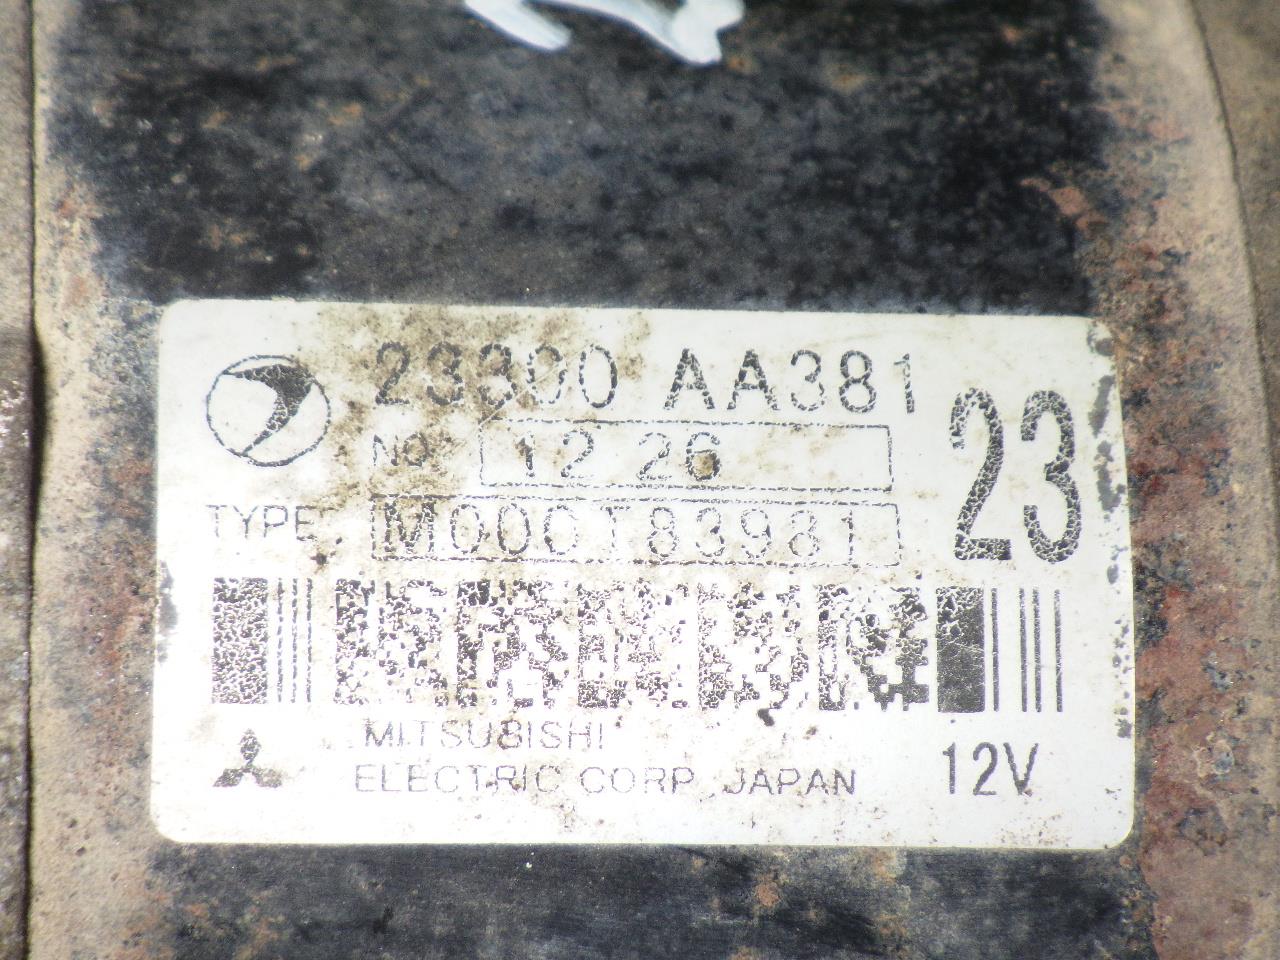 23300 AA381
23
NO 12 26
TYPE M000T83981
MITSUBISHI
ELECTRIC CORP. JAPAN
12V